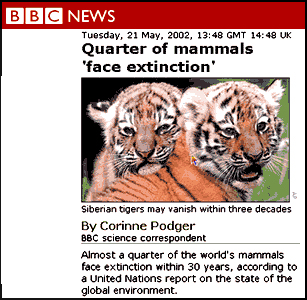 BBC NEWS
Tuesday, 21 May, 2002, 13:48 GMT 14:48 UK
Quarter of mammals
'face extinction'
Siberian tigers may vanish within three decades
By Corinne Podger
BBC science correspondent
Almost a quarter of the world's mammals
face extinction within 30 years, according to
a United Nations report on the state of the
global environment.